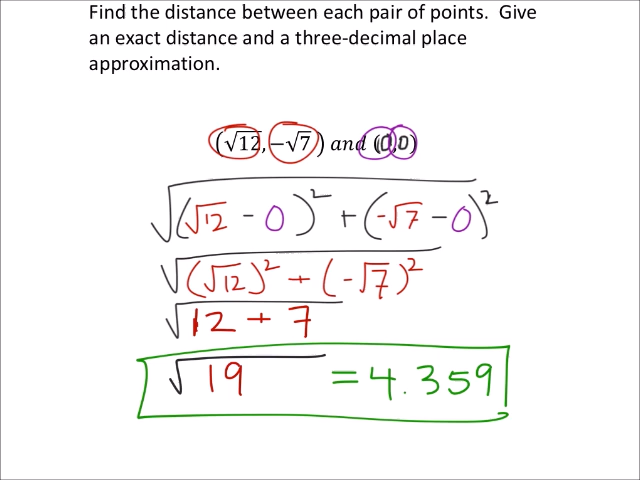 Find the distance between each pair of points. Give
an exact distance and a three-decimal place
approximation.
(√12, −√7) and (0,0)
√(√12 - 0)² + (-√7 - 0)²
√(√12)² + (-√7)²
√12 + 7
√19 = 4.359